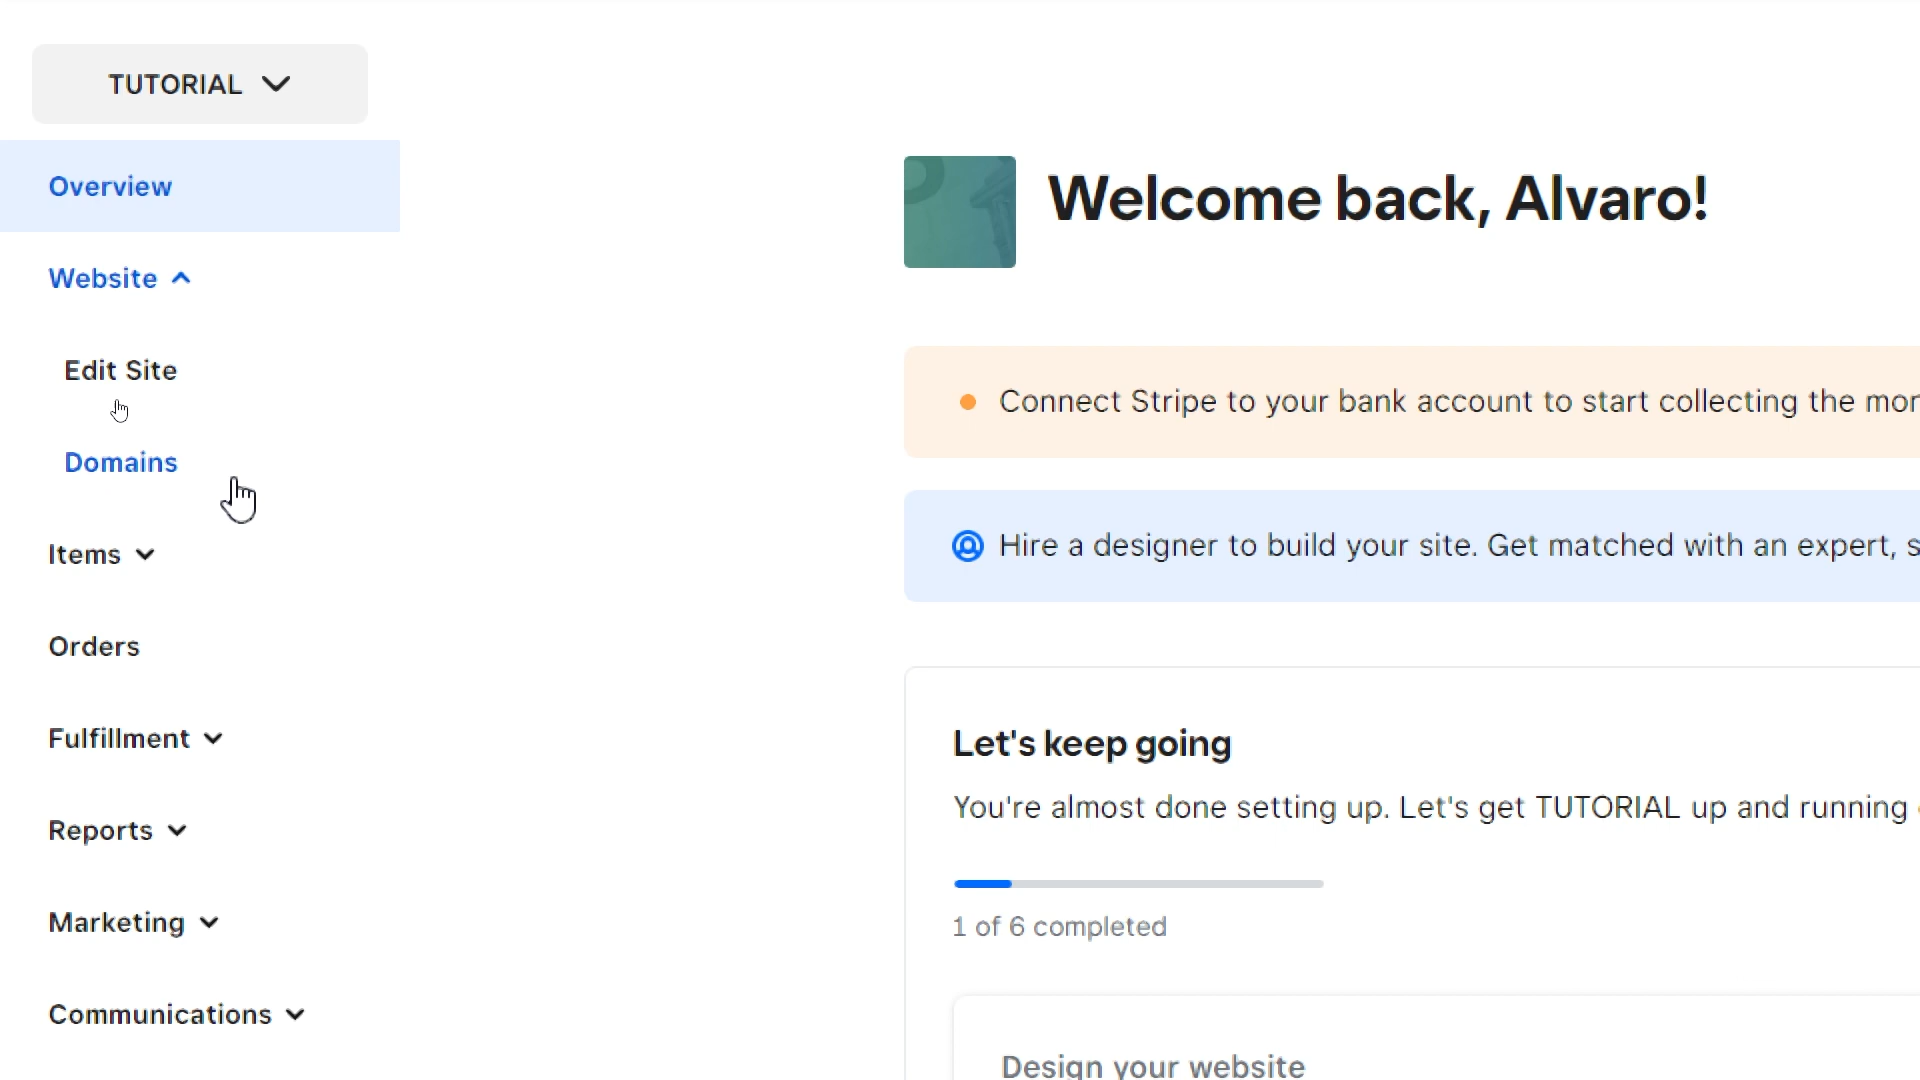 TUTORIAL
Overview
Website
Edit Site
Domains
Items
Orders
Fulfillment
Reports
Marketing
Communications
Welcome back, Alvaro!
Connect Stripe to your bank account to start collecting the
Hire a designer to build your site. Get matched with an expert,
Let's keep going
You're almost done setting up. Let's get TUTORIAL up and running
1 of 6 completed
Design your website